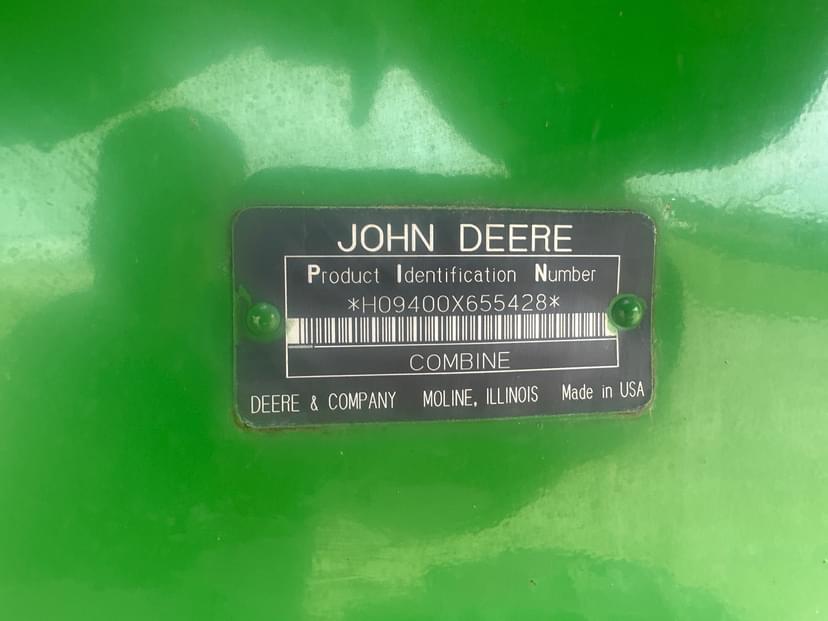 JOHN DEERE
Product Identification Number
*H09400X655428*
COMBINE
DEERE & COMPANY MOLINE, ILLINOIS Made in USA